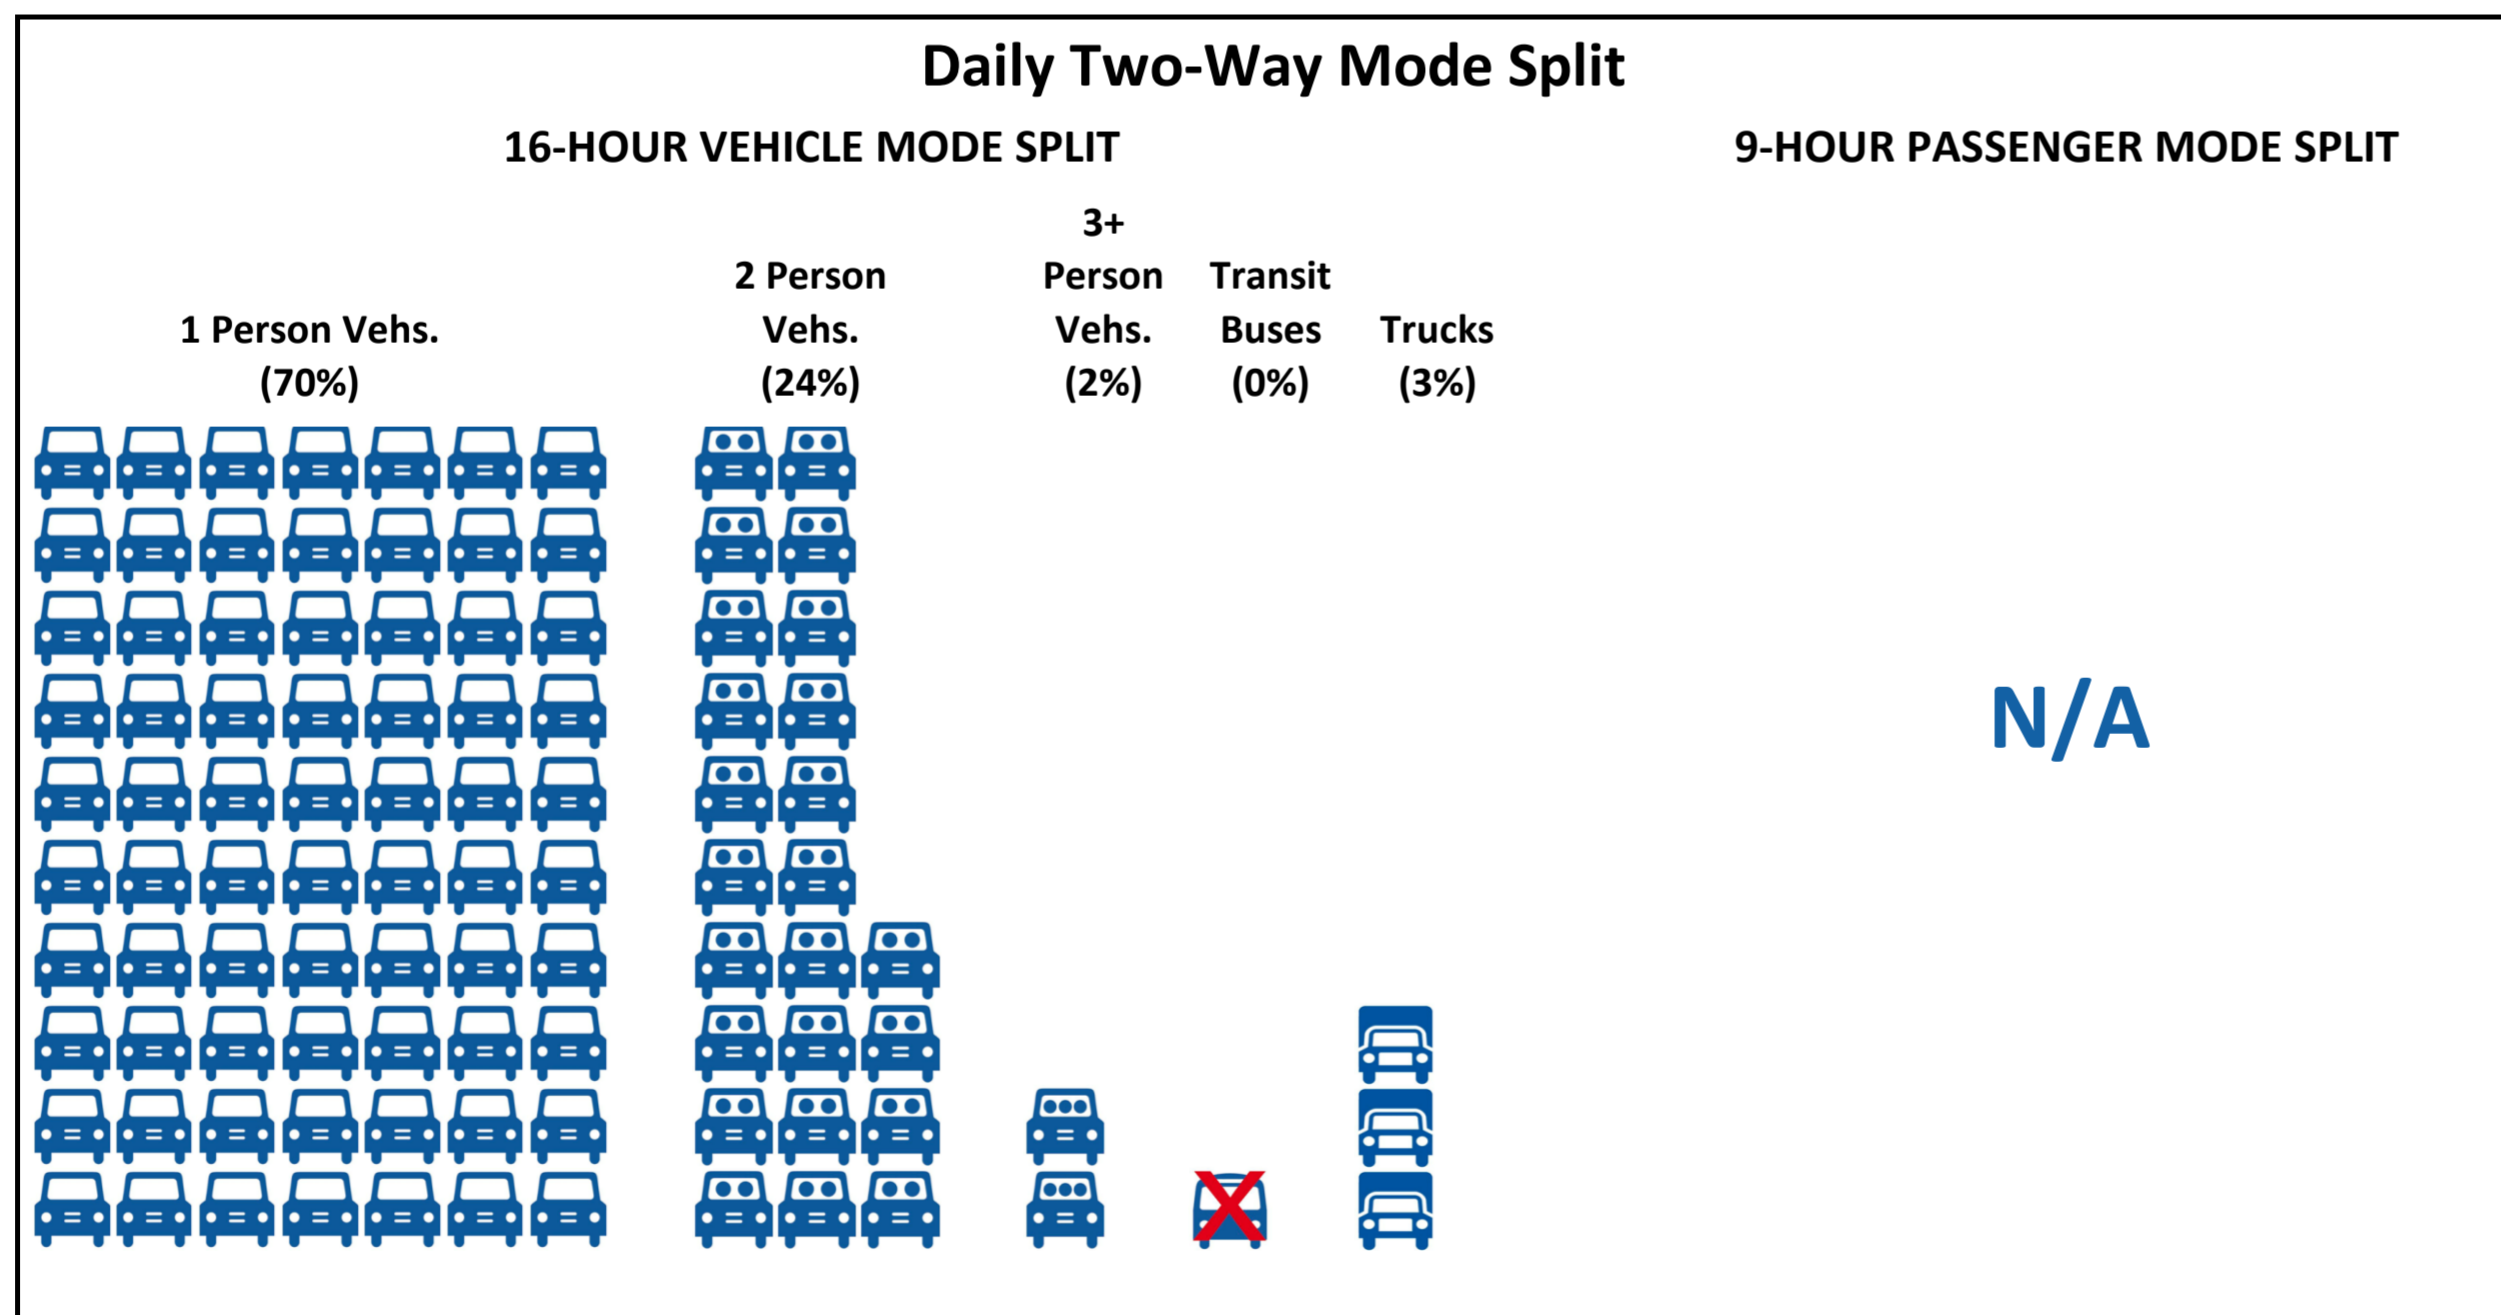 Daily Two-Way Mode Split
16-HOUR VEHICLE MODE SPLIT
9-HOUR PASSENGER MODE SPLIT
1 Person Vehs.
(70%)
2 Person
Vehs.
(24%)
3+
Person
Vehs.
(2%)
Transit
Buses
(0%)
Trucks
(3%)
N/A